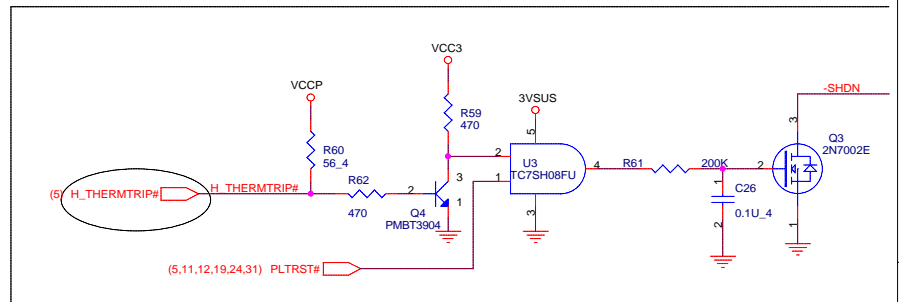 VCC3
VCCP
3VSUS
-SHDN
R59
470
5
3
Q3
2N7002E
R60
56_4
2
U3
TC7SH08FU
4
R61
200K
2
(5) H_THERMTRIP#
H_THERMTRIP#
R62
470
2
3
1
1
Q4
PMBT3904
3
1
C26
0.1U_4
2
1
(5,11,12,19,24,31) PLTRST#